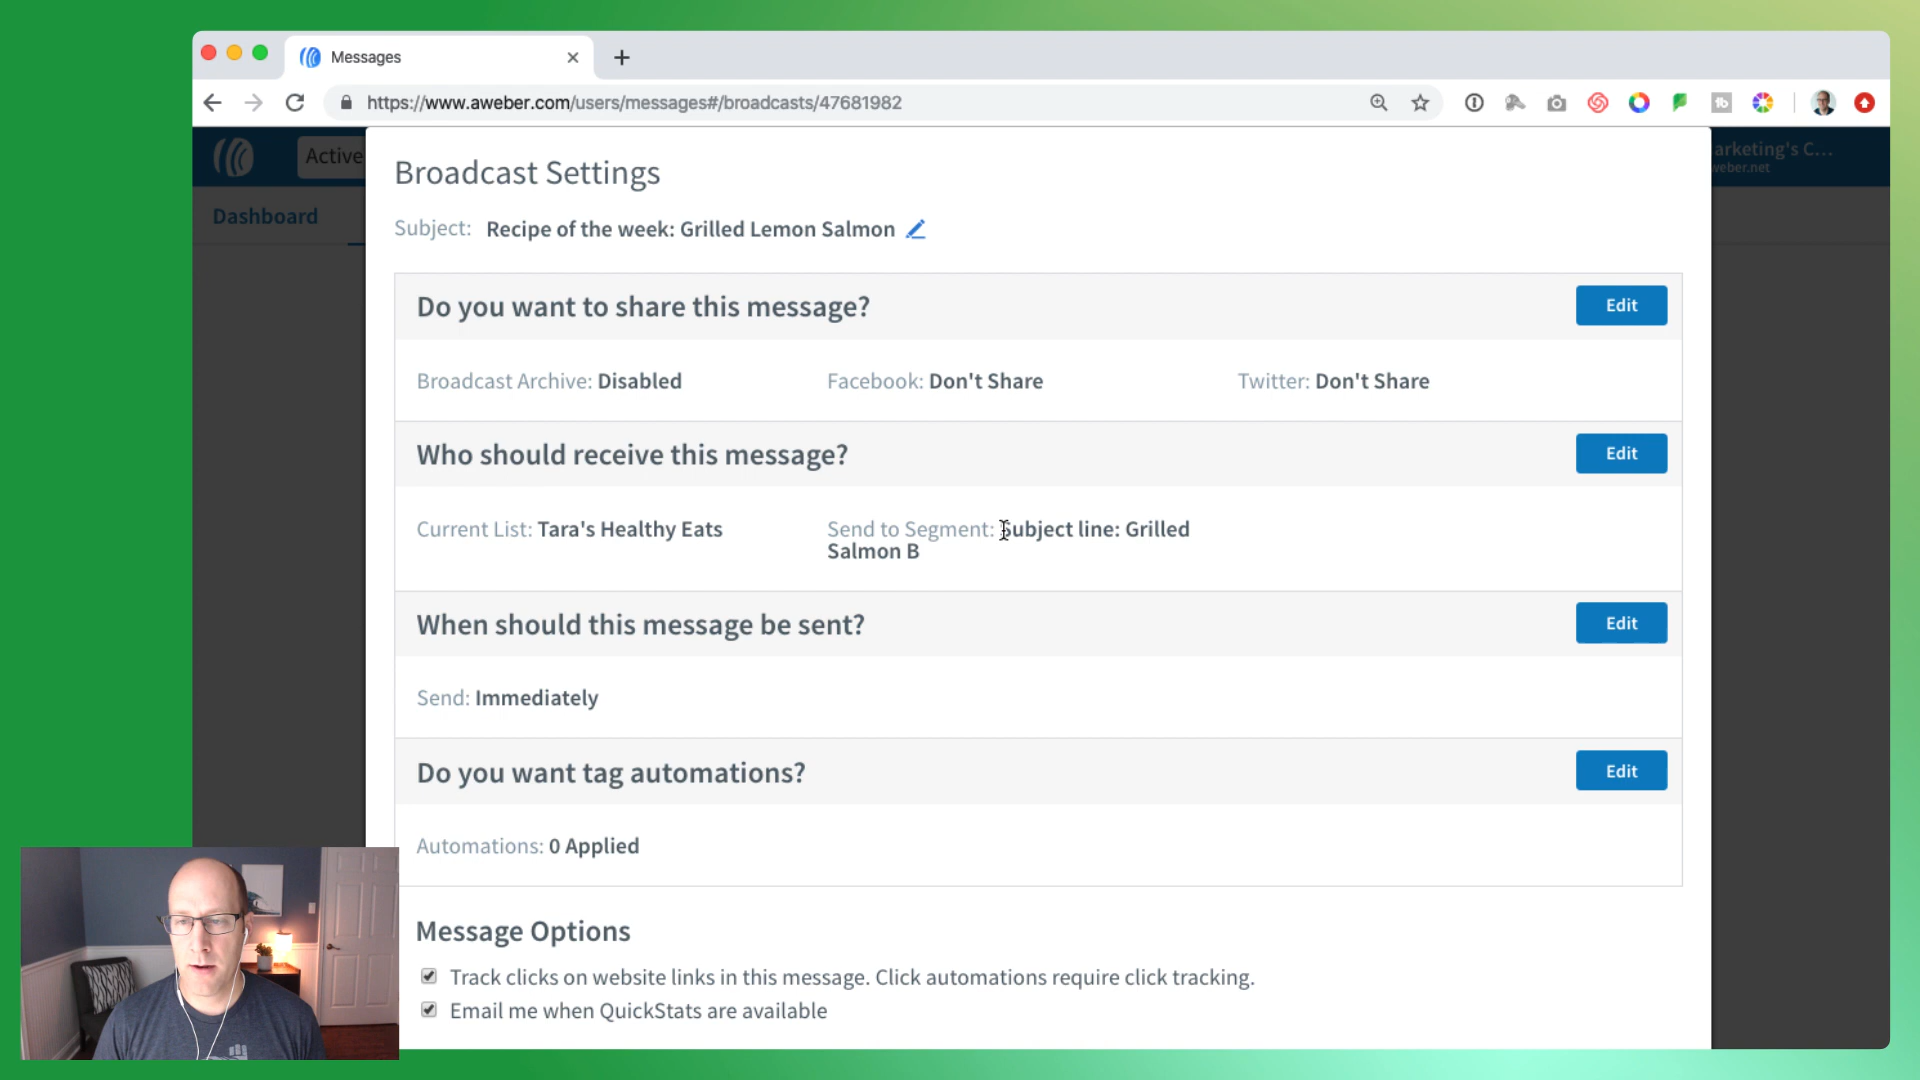 Messages
https://www.aweber.com/users/messages#/broadcasts/47681982
Active
arketing's C...
weber.net
Dashboard
Broadcast Settings
Subject: Recipe of the week: Grilled Lemon Salmon
Do you want to share this message?
Edit
Broadcast Archive: Disabled
Facebook: Don't Share
Twitter: Don't Share
Who should receive this message?
Edit
Current List: Tara's Healthy Eats
Send to Segment: Subject line: Grilled
Salmon B
When should this message be sent?
Edit
Send: Immediately
Do you want tag automations?
Edit
Automations: 0 Applied
Message Options
Track clicks on website links in this message. Click automations require click tracking.
Email me when QuickStats are available